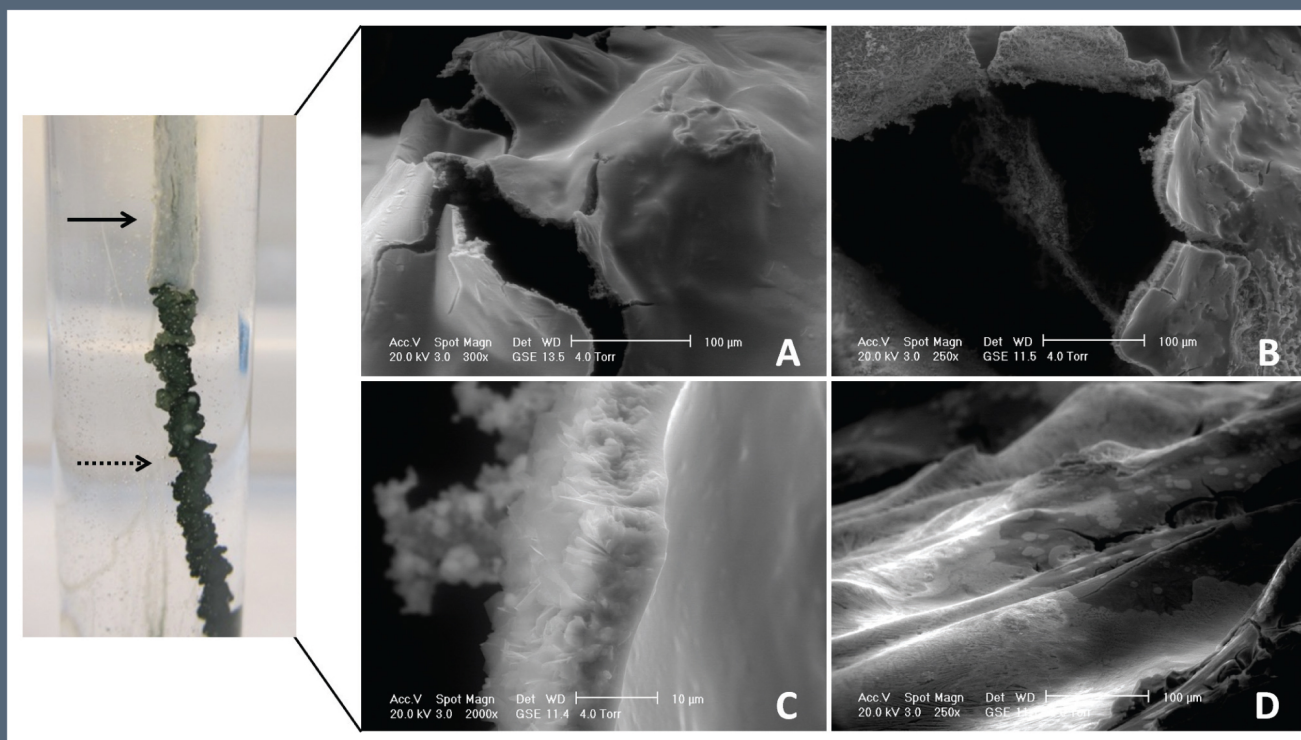 Acc.V Spot Magn Det WD 100 µm
20.0 kV 3.0 300x GSE 13.5 4.0 Torr
A
Acc.V Spot Magn Det WD 100 µm
20.0 kV 3.0 250x GSE 11.5 4.0 Torr
B
Acc.V Spot Magn Det WD 10 µm
20.0 kV 3.0 2000x GSE 11.4 4.0 Torr
C
Acc.V Spot Magn Det WD 100 µm
20.0 kV 3.0 250x GSE Torr
D